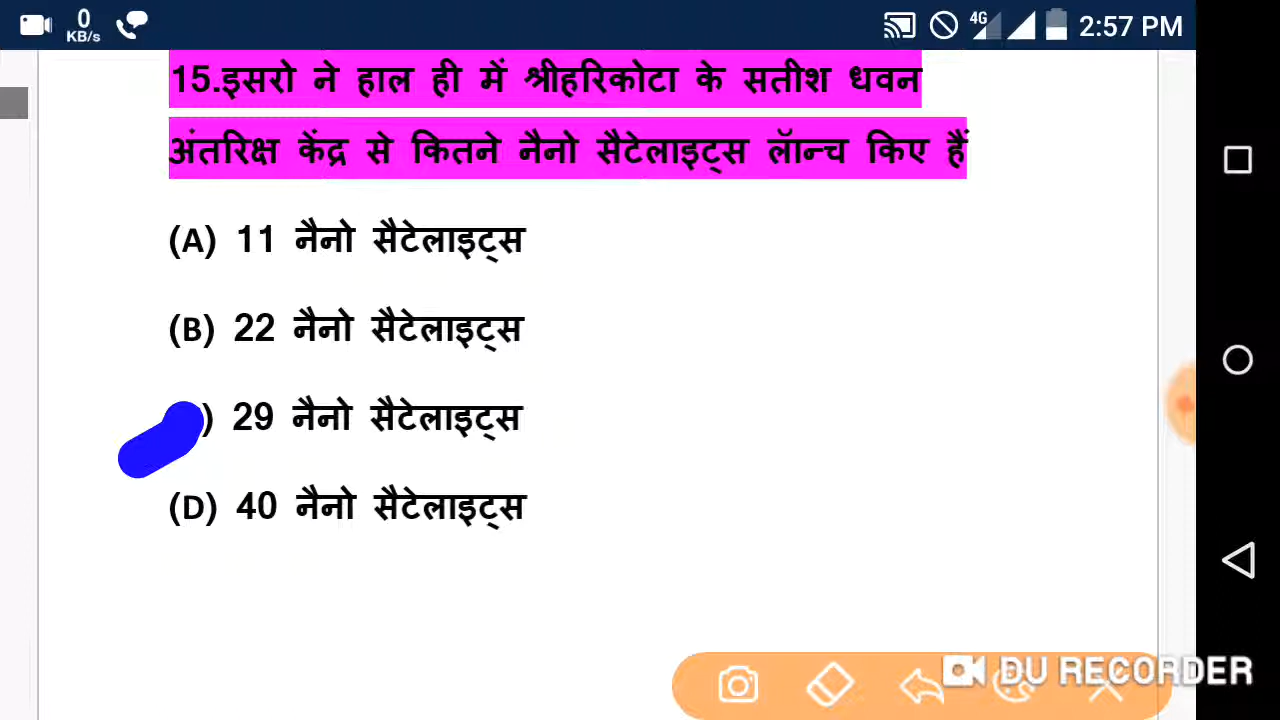 0
KB/s
4G
2:57 PM
15.इसरो ने हाल ही में श्रीहरिकोटा के सतीश धवन
अंतरिक्ष केंद्र से कितने नैनो सैटेलाइट्स लॅान्च किए हैं
(A) 11 नैनो सैटेलाइट्स
(B) 22 नैनो सैटेलाइट्स
) 29 नैनो सैटेलाइट्स
(D) 40 नैनो सैटेलाइट्स
DU RECORDER